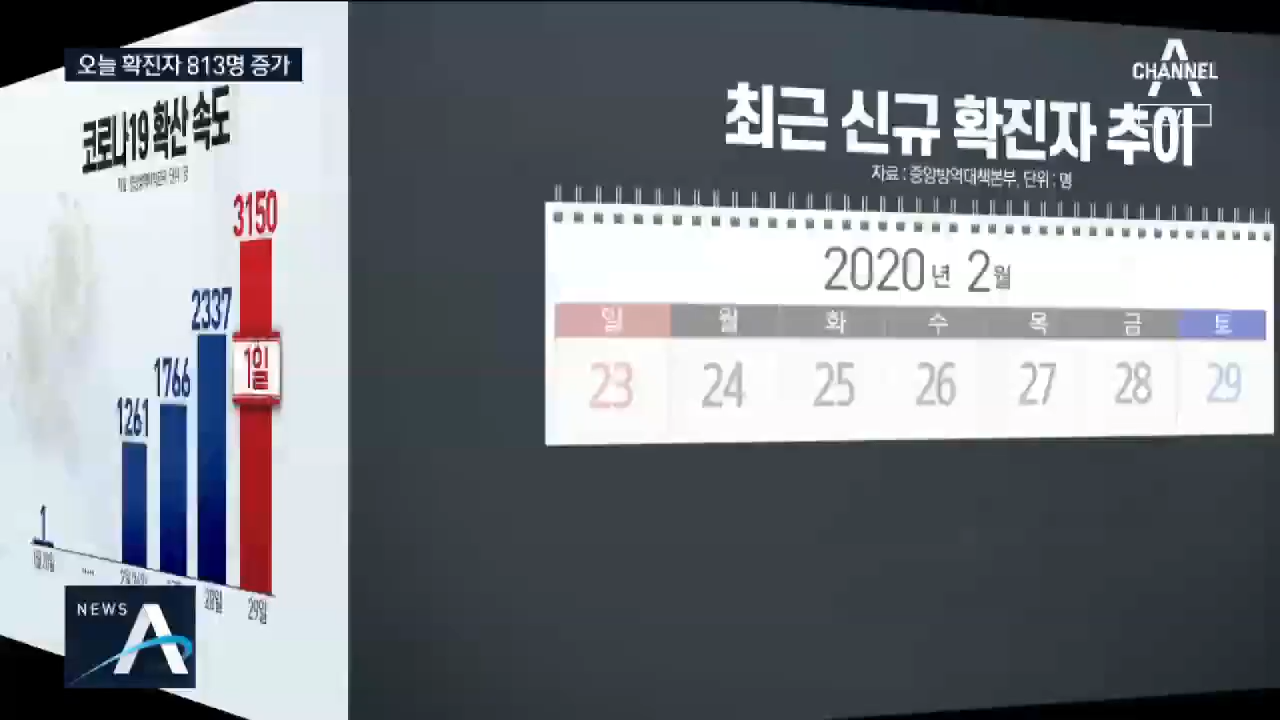 오늘 확진자 813명 증가
CHANNEL
코로나19 확산 속도
3150
2337
1766
1261
1
1일
28일
29일
NEWS
최근 신규 확진자 추이
자료 : 중앙방역대책본부, 단위 : 명
2020년 2월
일 월 화 수 목 금 토
23 24 25 26 27 28 29